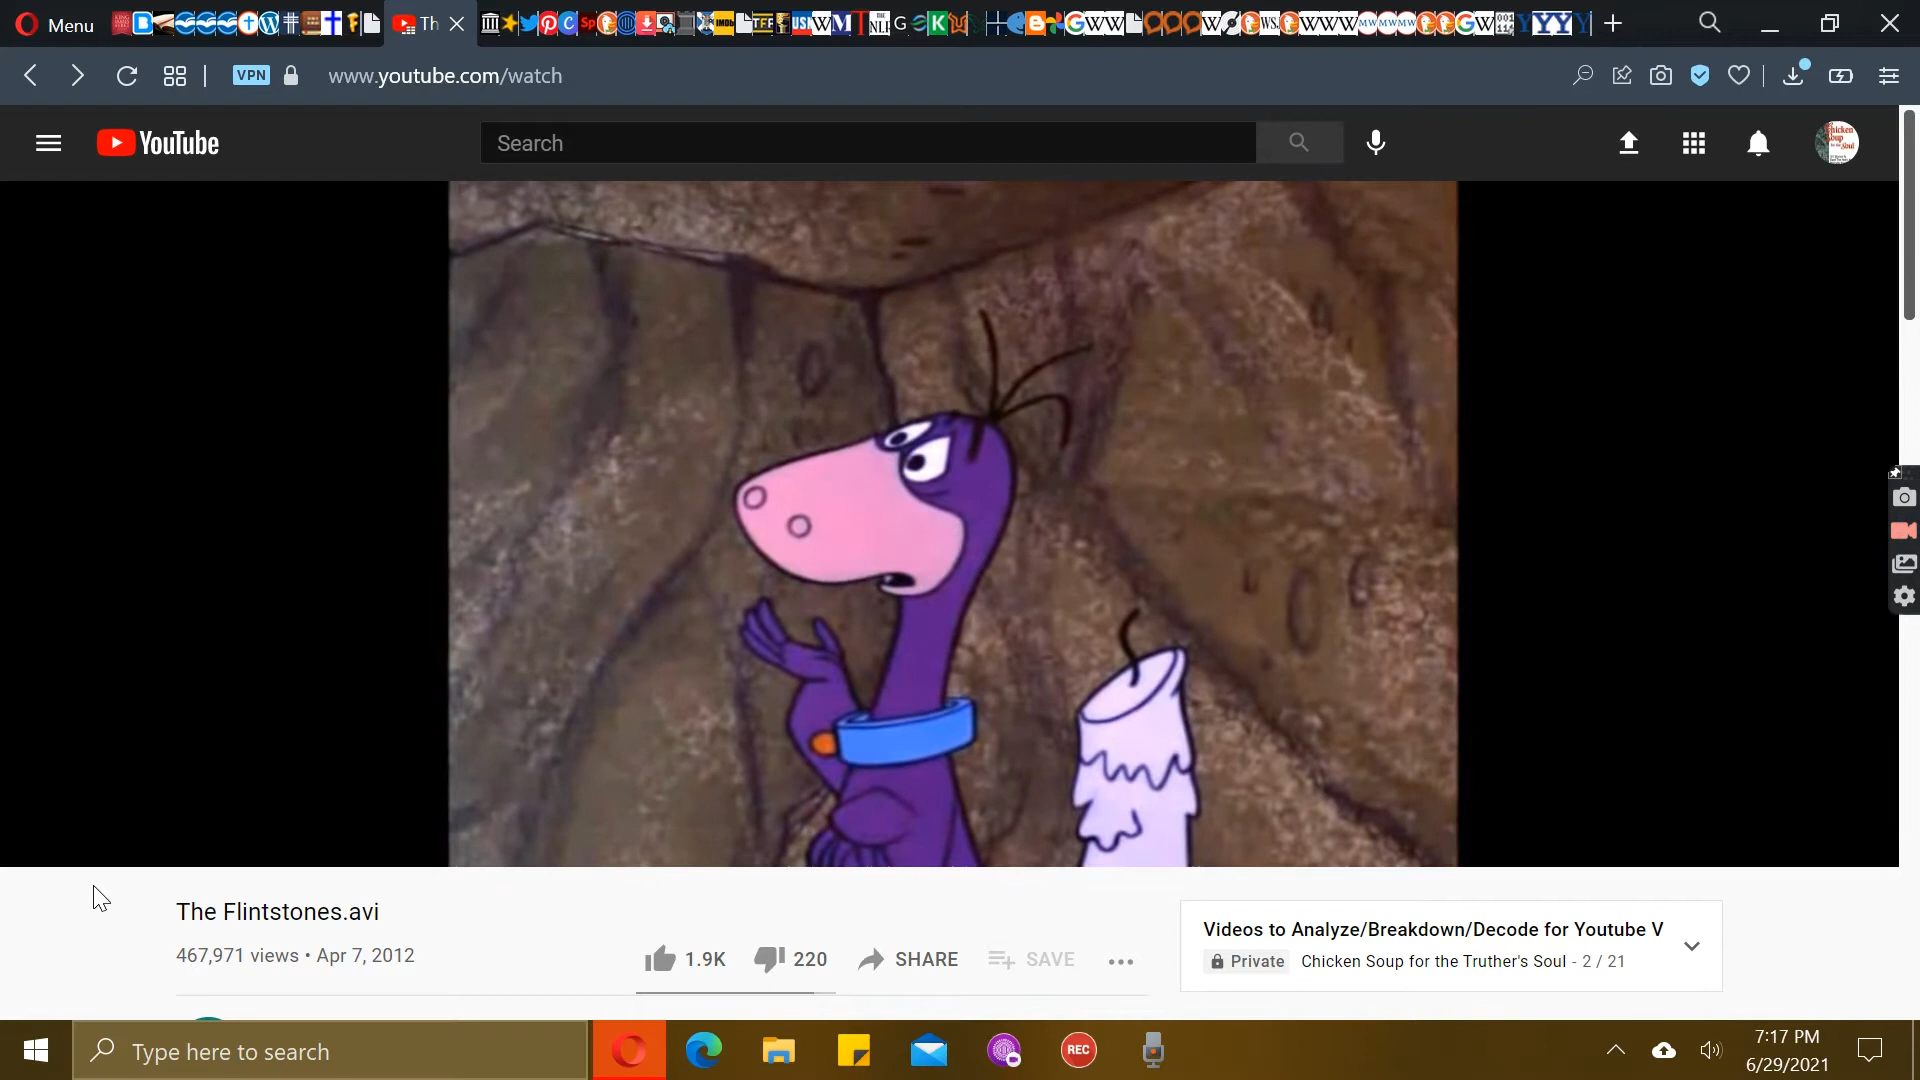 Menu
Th
VPN
www.youtube.com/watch
YouTube
Search
The Flintstones.avi
467,971 views • Apr 7, 2012
1.9K
220
SHARE
SAVE
Videos to Analyze/Breakdown/Decode for Youtube V
Private Chicken Soup for the Truther's Soul - 2 / 21
Type here to search
REC
7:17 PM
6/29/2021